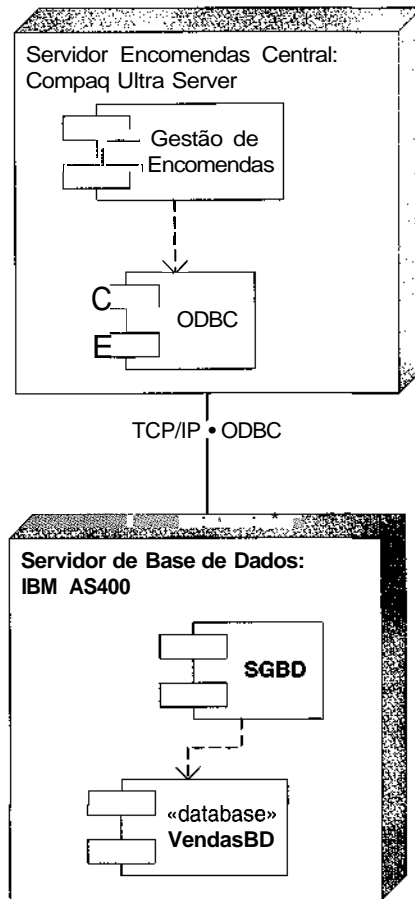 Servidor Encomendas Central:
Compaq Ultra Server
Gestão de
Encomendas
C
ODBC
E
TCP/IP • ODBC
Servidor de Base de Dados:
IBM AS400
SGBD
«database»
VendasBD